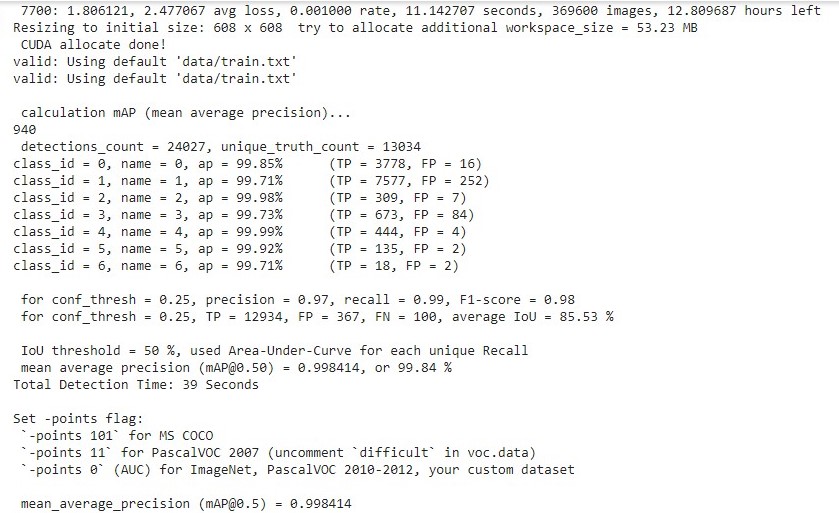 7700: 1.806121, 2.477067 avg loss, 0.001000 rate, 11.142707 seconds, 369600 images, 12.809687 hours left
Resizing to initial size: 608 x 608  try to allocate additional workspace_size = 53.23 MB
CUDA allocate done!
valid: Using default 'data/train.txt'
valid: Using default 'data/train.txt'
calculation mAP (mean average precision)...
940
detections_count = 24027, unique_truth_count = 13034
class_id = 0, name = 0, ap = 99.85%      (TP = 3778, FP = 16)
class_id = 1, name = 1, ap = 99.71%      (TP = 7577, FP = 252)
class_id = 2, name = 2, ap = 99.98%      (TP = 309, FP = 7)
class_id = 3, name = 3, ap = 99.73%      (TP = 673, FP = 84)
class_id = 4, name = 4, ap = 99.99%      (TP = 444, FP = 4)
class_id = 5, name = 5, ap = 99.92%      (TP = 135, FP = 2)
class_id = 6, name = 6, ap = 99.71%      (TP = 18, FP = 2)
for conf_thresh = 0.25, precision = 0.97, recall = 0.99, F1-score = 0.98
for conf_thresh = 0.25, TP = 12934, FP = 367, FN = 100, average IoU = 85.53 %
IoU threshold = 50 %, used Area-Under-Curve for each unique Recall
mean average precision (mAP@0.50) = 0.998414, or 99.84 %
Total Detection Time: 39 Seconds
Set -points flag:
`-points 101` for MS COCO
`-points 11` for PascalVOC 2007 (uncomment `difficult` in voc.data)
`-points 0` (AUC) for ImageNet, PascalVOC 2010-2012, your custom dataset
mean_average_precision (mAP@0.5) = 0.998414